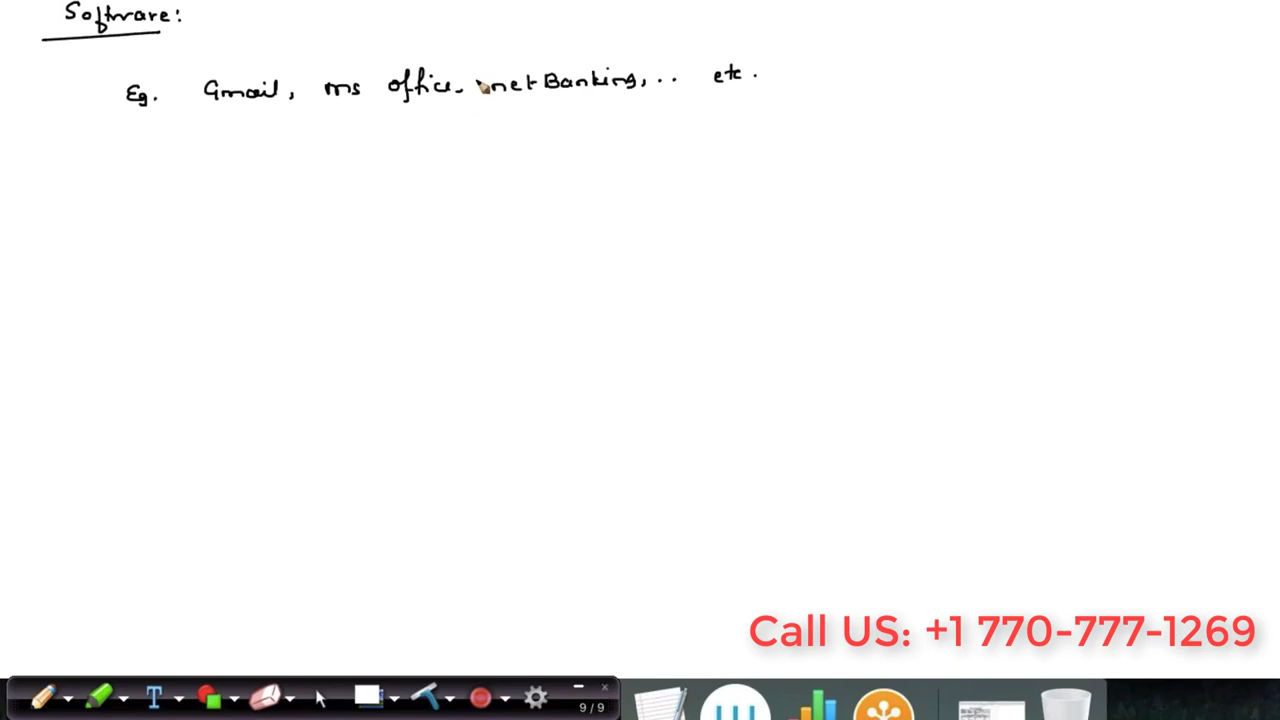 Software:
Eg. Gmail, ms office, netBanking, .. etc.
Call US: +1 770-777-1269
T
9 / 9